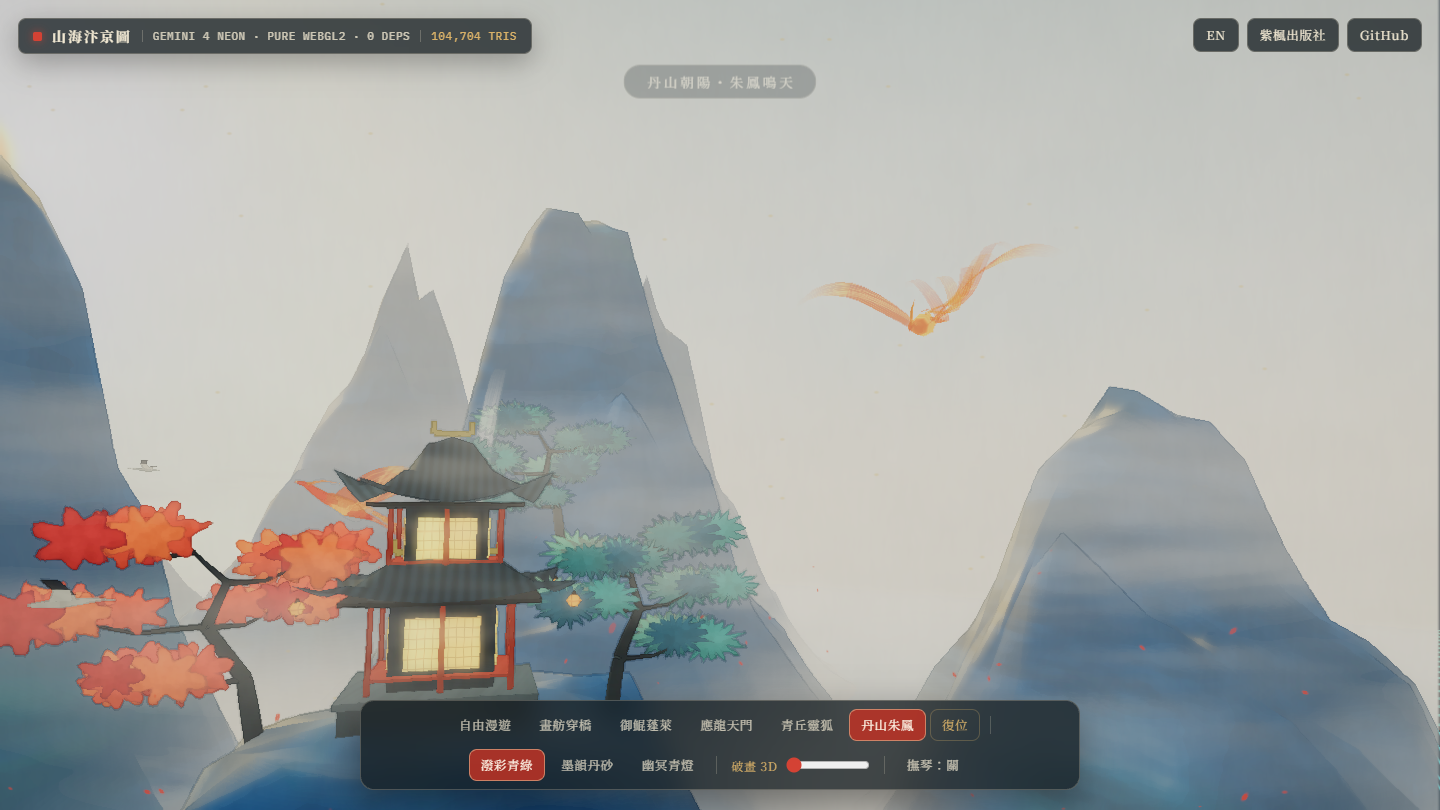 山海汴京圖 GEMINI 4 NEON · PURE WEBGL2 · 0 DEPS 104,704 TRIS EN 紫楓出版社 GitHub
丹山朝陽·朱鳳鳴天
自由漫遊 畫舫穿橋 御鯤蓬萊 應龍天門 青丘靈狐 丹山朱鳳 復位
潑彩青綠 墨韻丹砂 幽冥青燈 破畫 3D 撫琴：關